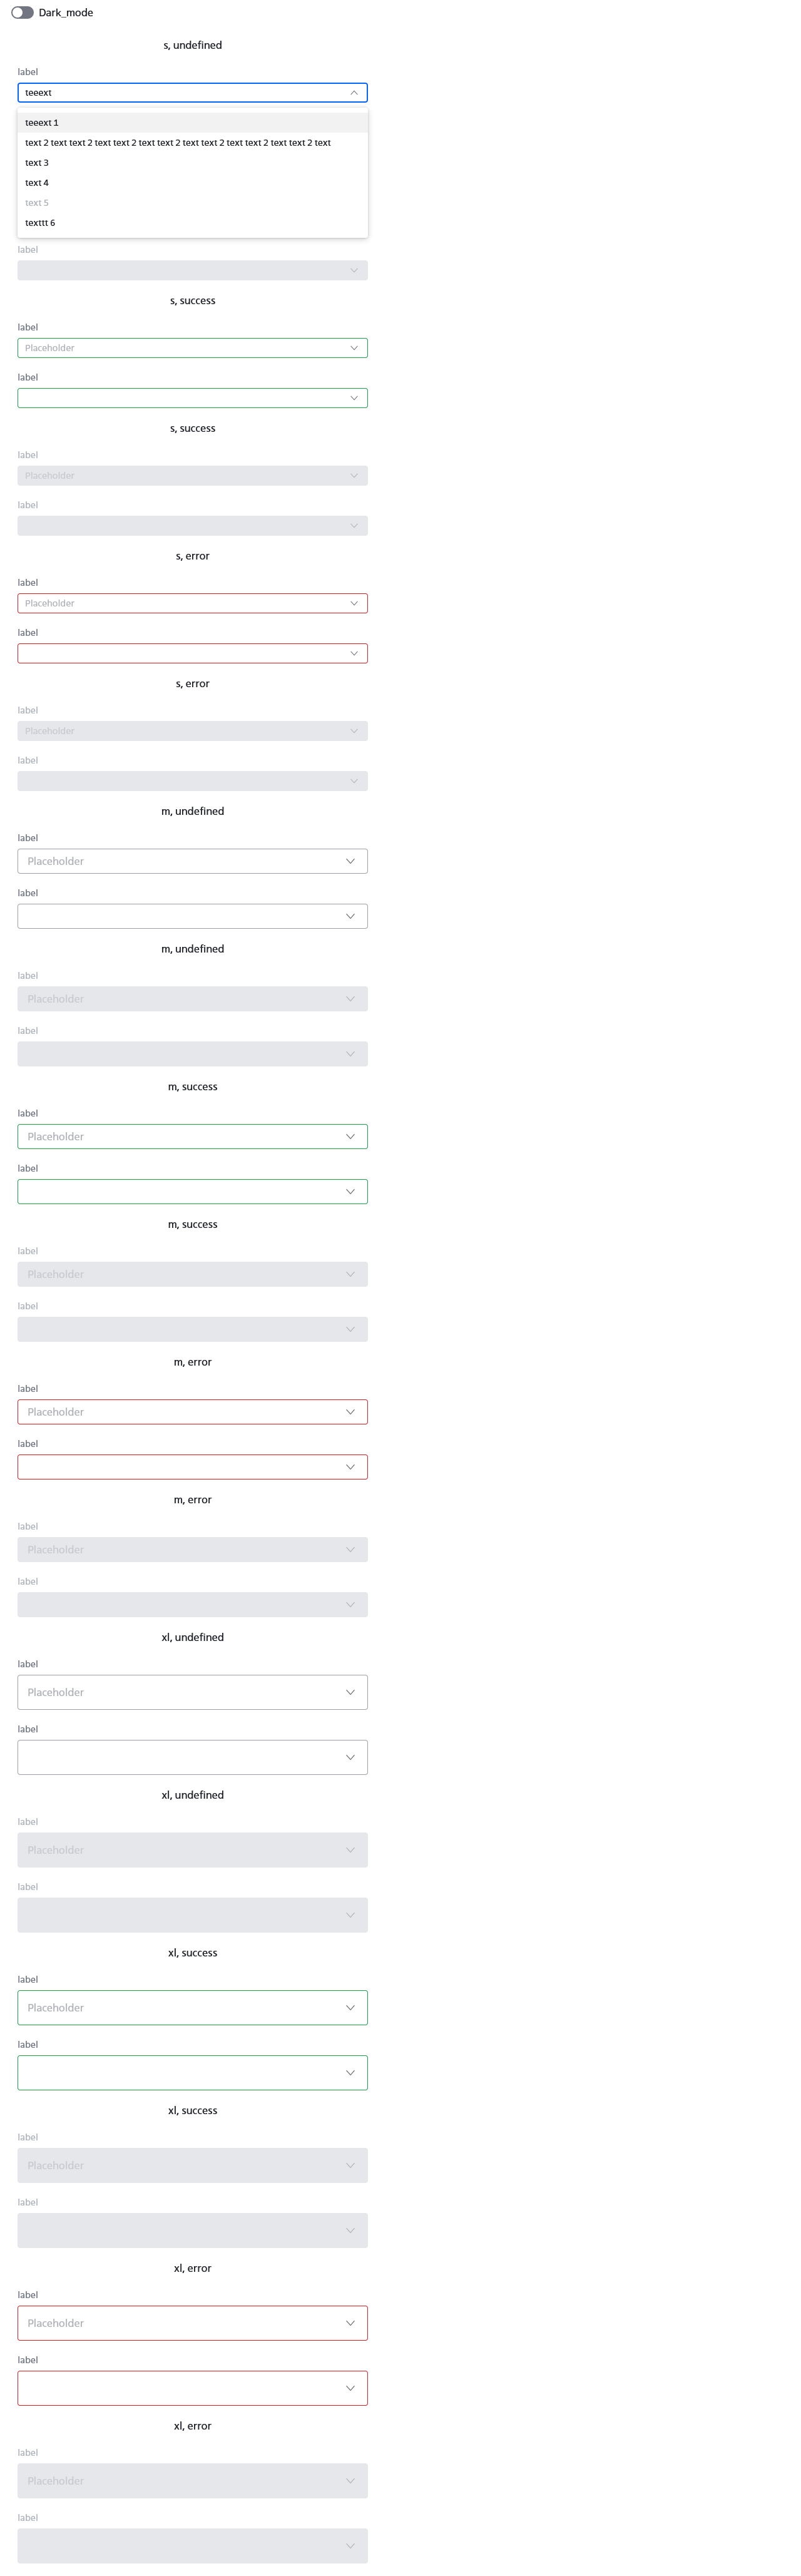 Dark_mode
s, undefined
label
teeext
teeext 1
text 2 text text 2 text text 2 text text 2 text text 2 text text 2 text text 2 text
text 3
text 4
text 5
texttt 6
label
s, success
label
Placeholder
label
s, success
label
Placeholder
label
s, error
label
Placeholder
label
s, error
label
Placeholder
label
m, undefined
label
Placeholder
label
m, undefined
label
Placeholder
label
m, success
label
Placeholder
label
m, success
label
Placeholder
label
m, error
label
Placeholder
label
m, error
label
Placeholder
label
xl, undefined
label
Placeholder
label
xl, undefined
label
Placeholder
label
xl, success
label
Placeholder
label
xl, success
label
Placeholder
label
xl, error
label
Placeholder
label
xl, error
label
Placeholder
label